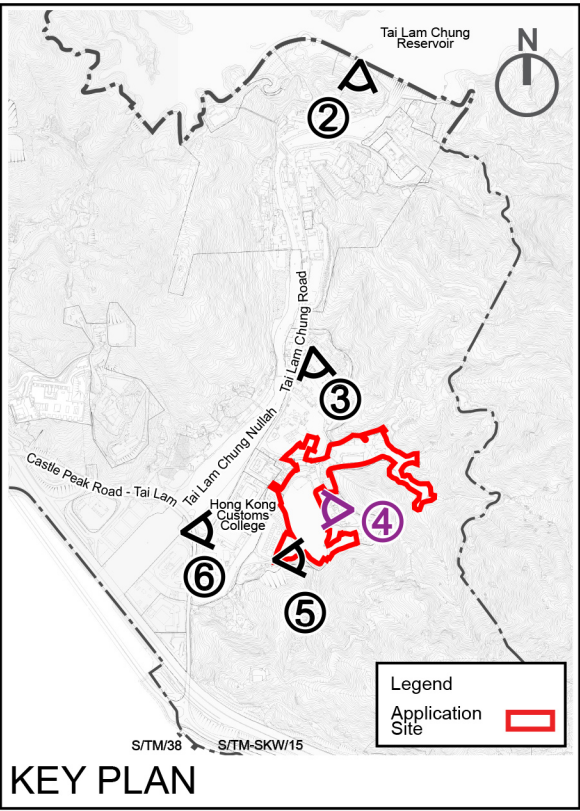 Tai Lam Chung
Reservoir
N
②
Tai Lam Chung Road
③
Tai Lam Chung Nullah
Castle Peak Road - Tai Lam
Hong Kong
Customs
College
④
⑥
⑤
Legend
Application
Site
S/TM/38
S/TM-SKW/15
KEY PLAN